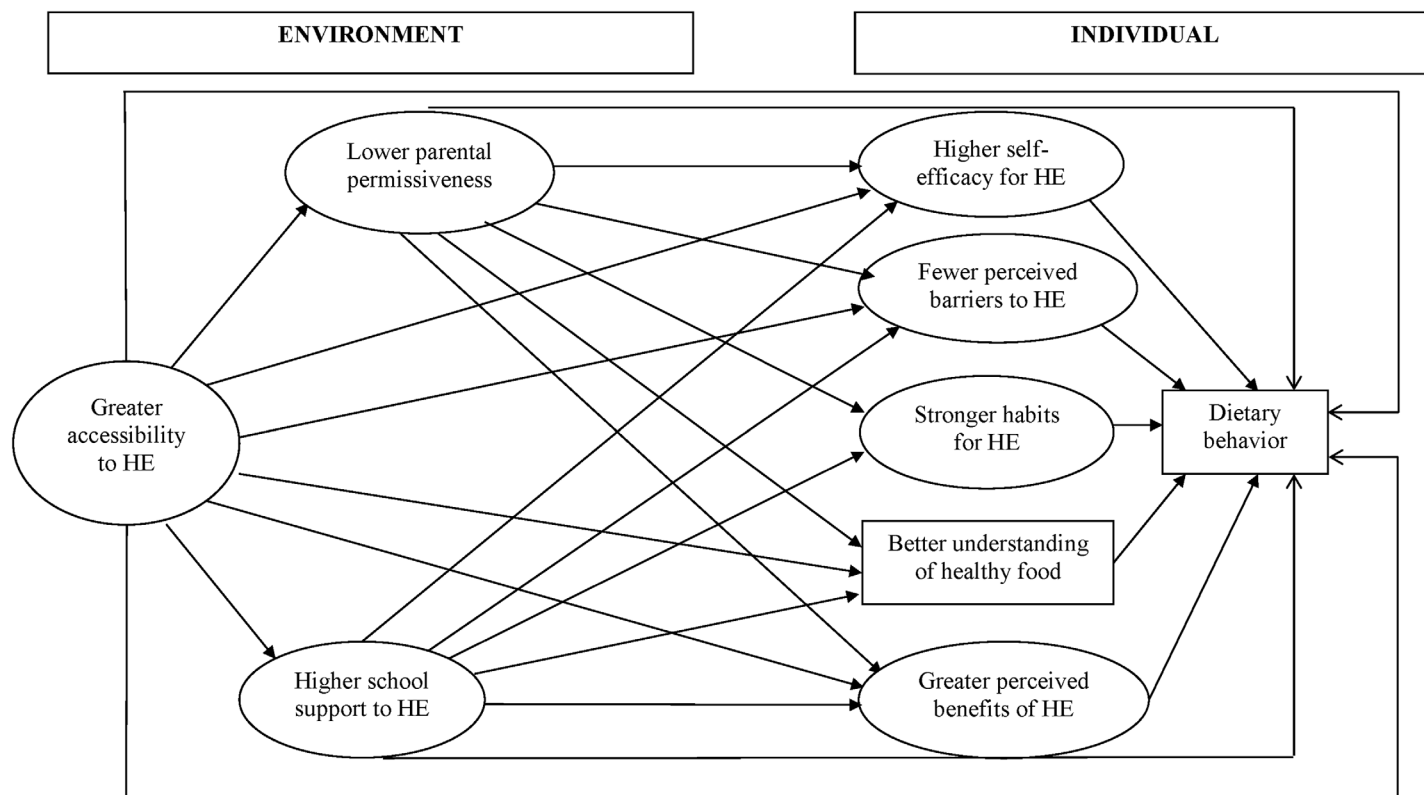 ENVIRONMENT
INDIVIDUAL
Lower parental
permissiveness
Higher self-
efficacy for HE
Fewer perceived
barriers to HE
Greater
accessibility
to HE
Stronger habits
for HE
Dietary
behavior
Better understanding
of healthy food
Higher school
support to HE
Greater perceived
benefits of HE